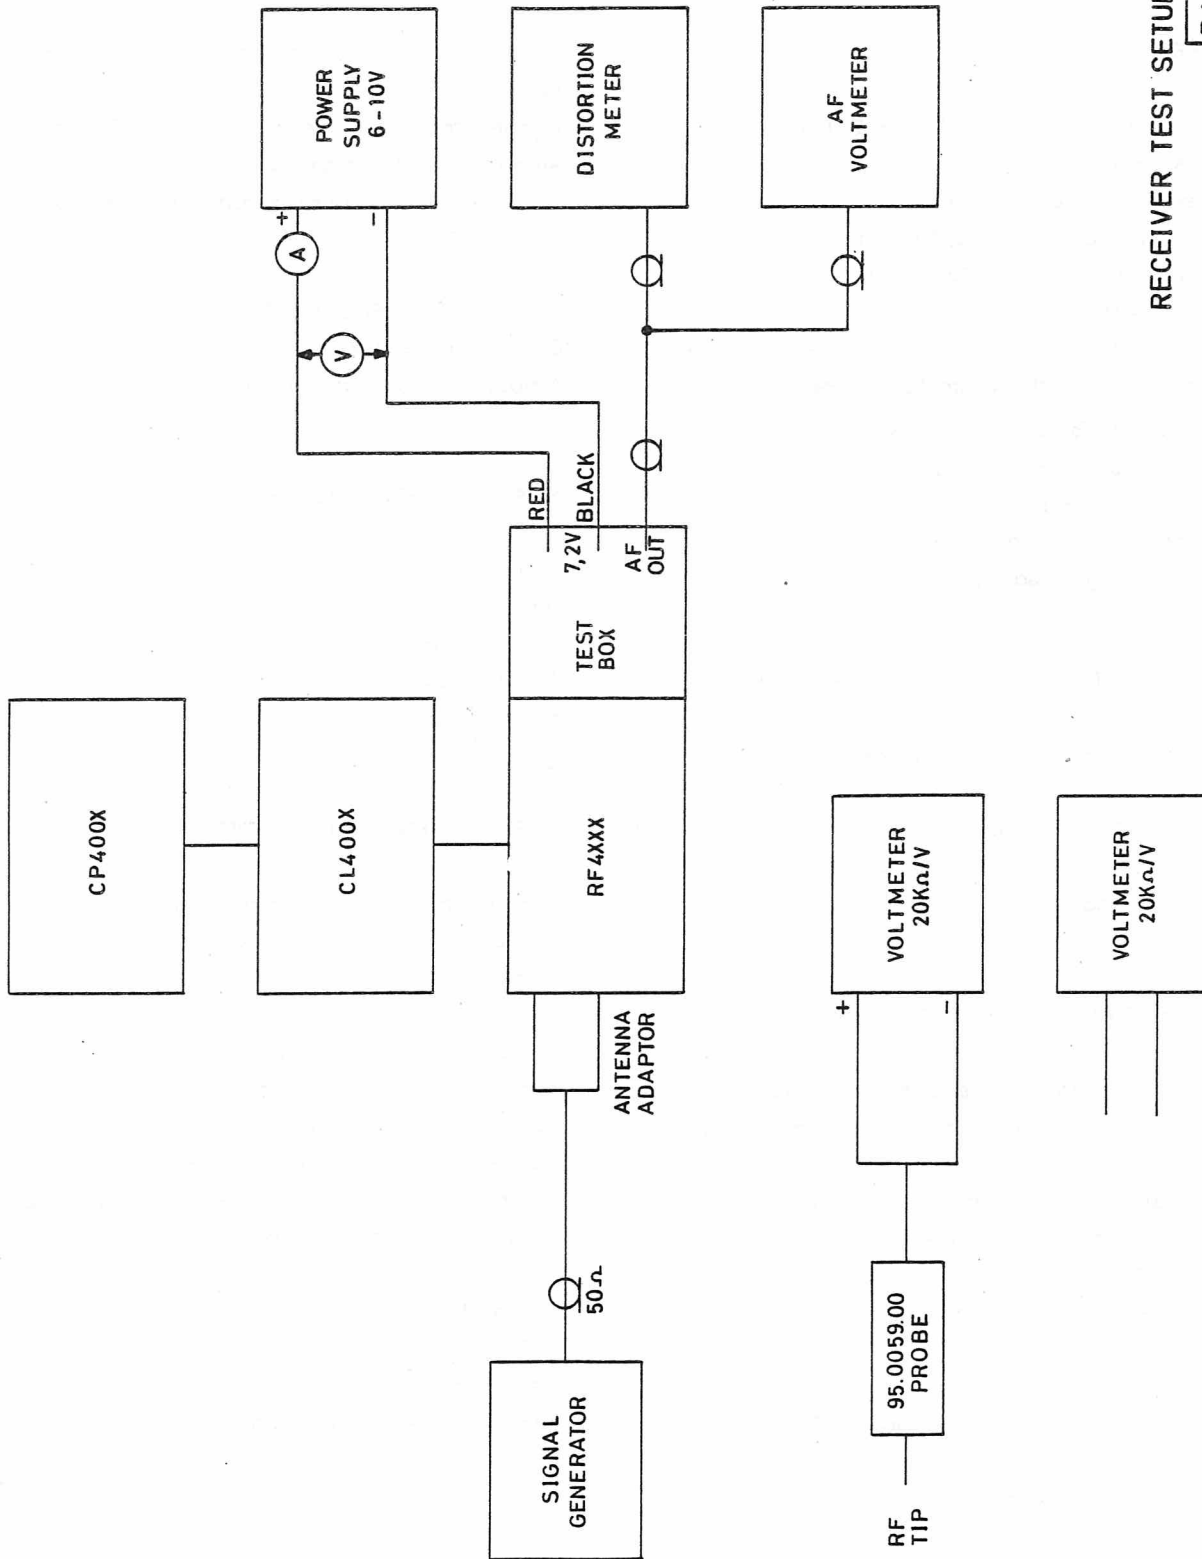 CP400X
CL400X
POWER
SUPPLY
6-10V
+
-
A
V
RED
7,2V
BLACK
AF
OUT
TEST
BOX
RF4XXX
ANTENNA
ADAPTOR
SIGNAL
GENERATOR
50Ω
DISTORTION
METER
AF
VOLTMETER
RF
TIP
95.0059.00
PROBE
+
-
VOLTMETER
20KΩ/V
VOLTMETER
20KΩ/V
RECEIVER TEST SETUP